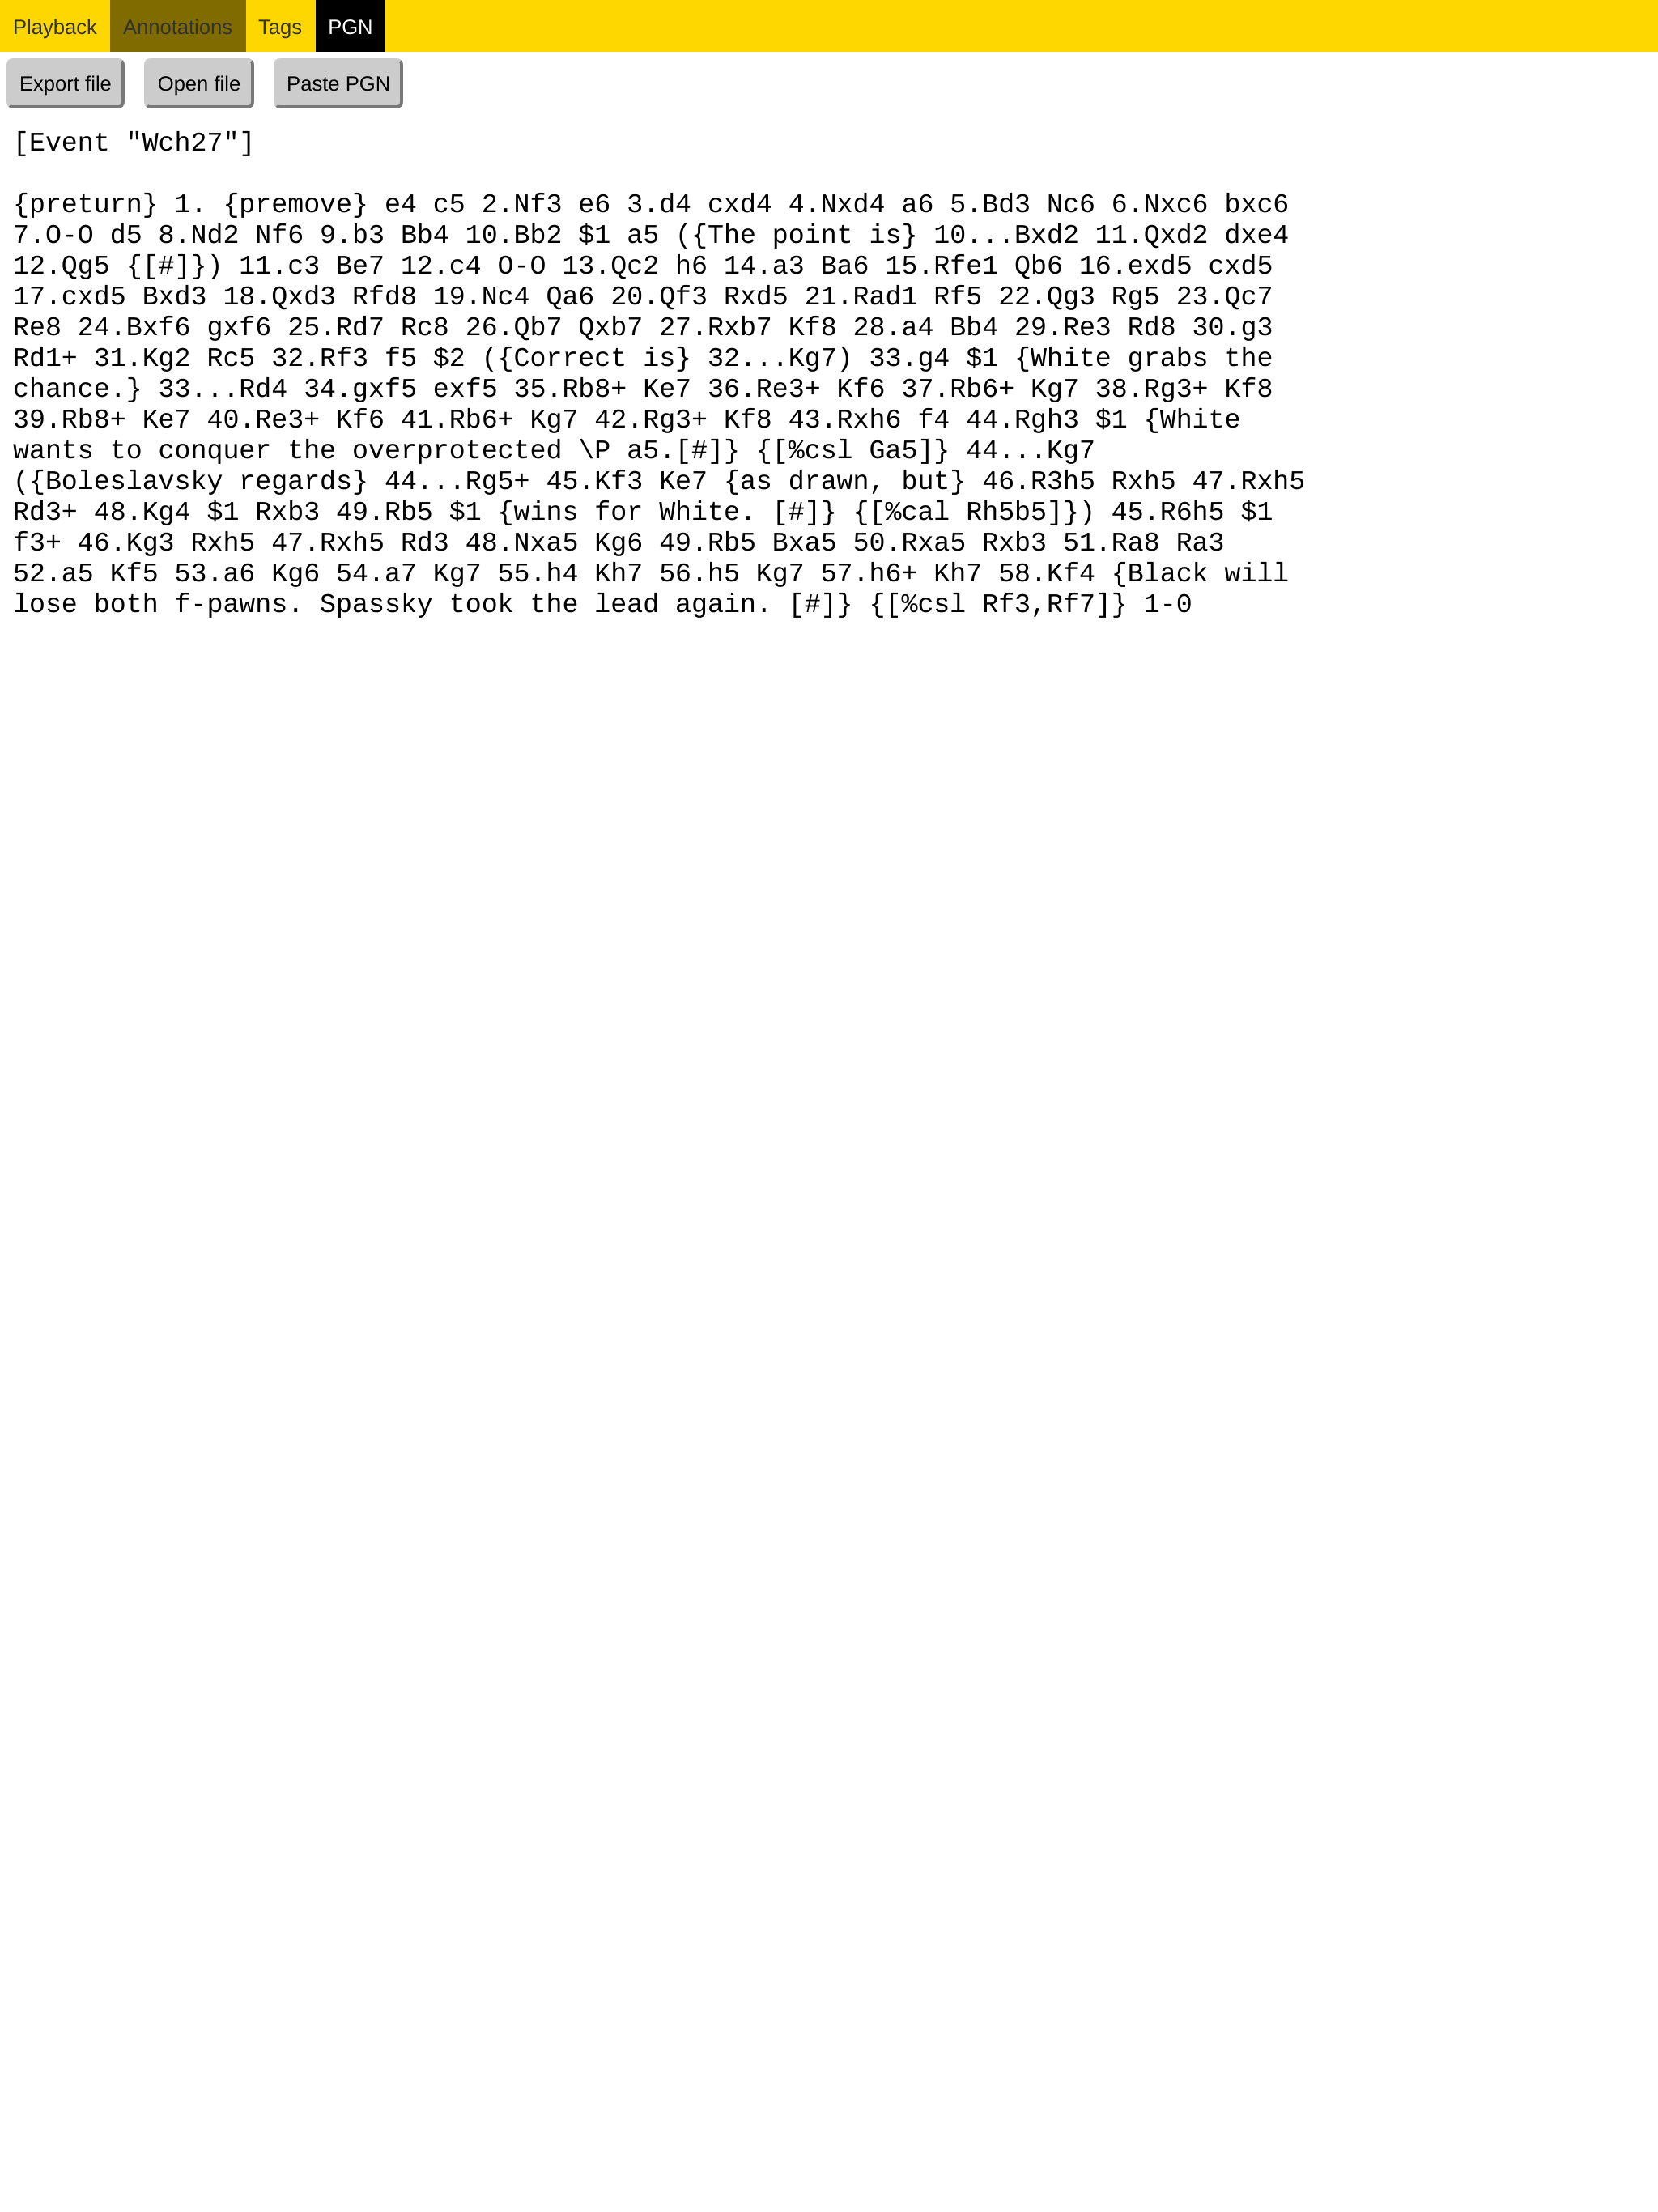 Playback Annotations Tags PGN
Export file Open file Paste PGN
[Event "Wch27"]
{preturn} 1. {premove} e4 c5 2.Nf3 e6 3.d4 cxd4 4.Nxd4 a6 5.Bd3 Nc6 6.Nxc6 bxc6
7.O-O d5 8.Nd2 Nf6 9.b3 Bb4 10.Bb2 $1 a5 ({The point is} 10...Bxd2 11.Qxd2 dxe4
12.Qg5 {[#]}) 11.c3 Be7 12.c4 O-O 13.Qc2 h6 14.a3 Ba6 15.Rfe1 Qb6 16.exd5 cxd5
17.cxd5 Bxd3 18.Qxd3 Rfd8 19.Nc4 Qa6 20.Qf3 Rxd5 21.Rad1 Rf5 22.Qg3 Rg5 23.Qc7
Re8 24.Bxf6 gxf6 25.Rd7 Rc8 26.Qb7 Qxb7 27.Rxb7 Kf8 28.a4 Bb4 29.Re3 Rd8 30.g3
Rd1+ 31.Kg2 Rc5 32.Rf3 f5 $2 ({Correct is} 32...Kg7) 33.g4 $1 {White grabs the
chance.} 33...Rd4 34.gxf5 exf5 35.Rb8+ Ke7 36.Re3+ Kf6 37.Rb6+ Kg7 38.Rg3+ Kf8
39.Rb8+ Ke7 40.Re3+ Kf6 41.Rb6+ Kg7 42.Rg3+ Kf8 43.Rxh6 f4 44.Rgh3 $1 {White
wants to conquer the overprotected \P a5.[#]} {[%csl Ga5]} 44...Kg7
({Boleslavsky regards} 44...Rg5+ 45.Kf3 Ke7 {as drawn, but} 46.R3h5 Rxh5 47.Rxh5
Rd3+ 48.Kg4 $1 Rxb3 49.Rb5 $1 {wins for White. [#]} {[%cal Rh5b5]}) 45.R6h5 $1
f3+ 46.Kg3 Rxh5 47.Rxh5 Rd3 48.Nxa5 Kg6 49.Rb5 Bxa5 50.Rxa5 Rxb3 51.Ra8 Ra3
52.a5 Kf5 53.a6 Kg6 54.a7 Kg7 55.h4 Kh7 56.h5 Kg7 57.h6+ Kh7 58.Kf4 {Black will
lose both f-pawns. Spassky took the lead again. [#]} {[%csl Rf3,Rf7]} 1-0